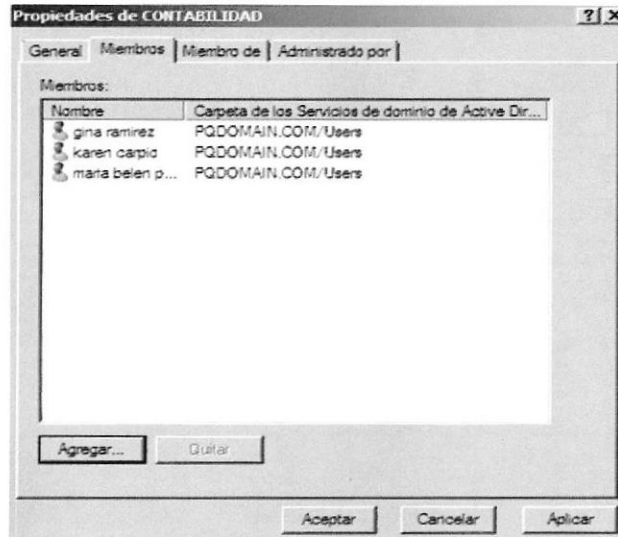 Propiedades de CONTABILIDAD
General Miembros Miembro de Administrado por
Miembros:
Nombre Carpeta de los Servicios de dominio de Active Dir...
gina ramirez PQDOMAIN.COM/Users
karen carpio PQDOMAIN.COM/Users
maria belen p... PQDOMAIN.COM/Users
Agregar... Quitar
Aceptar Cancelar Aplicar